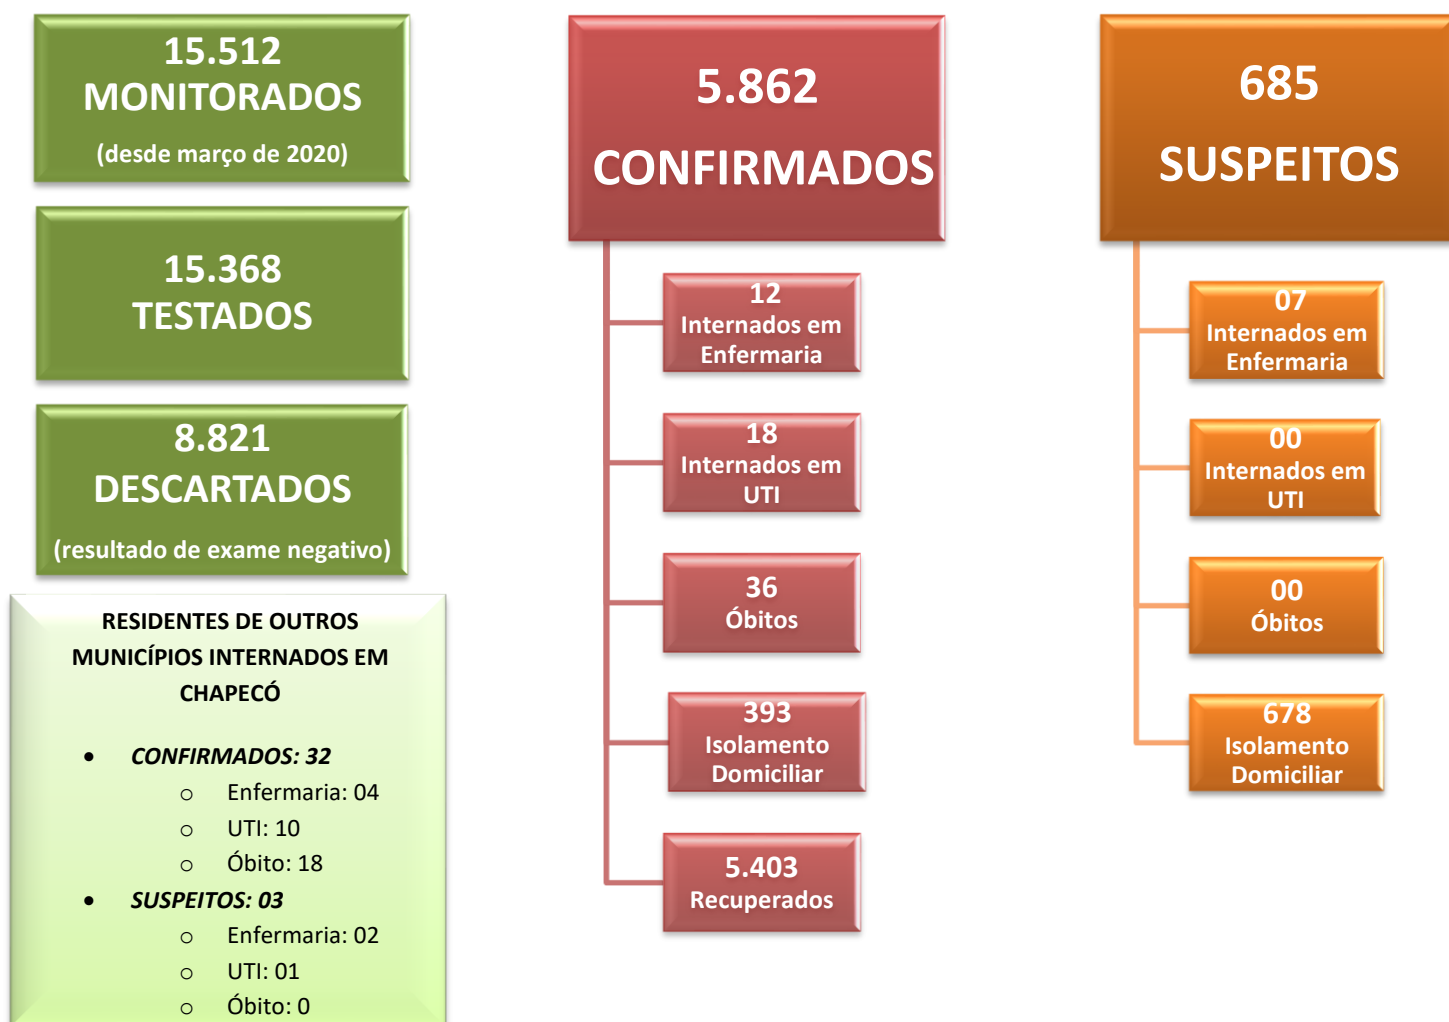 15.512
MONITORADOS
(desde março de 2020)
15.368
TESTADOS
8.821
DESCARTADOS
(resultado de exame negativo)
RESIDENTES DE OUTROS
MUNICÍPIOS INTERNADOS EM
CHAPECÓ
• CONFIRMADOS: 32
o Enfermaria: 04
o UTI: 10
o Óbito: 18
• SUSPEITOS: 03
o Enfermaria: 02
o UTI: 01
o Óbito: 0
5.862
CONFIRMADOS
12
Internados em
Enfermaria
18
Internados em
UTI
36
Óbitos
393
Isolamento
Domiciliar
5.403
Recuperados
685
SUSPEITOS
07
Internados em
Enfermaria
00
Internados em
UTI
00
Óbitos
678
Isolamento
Domiciliar